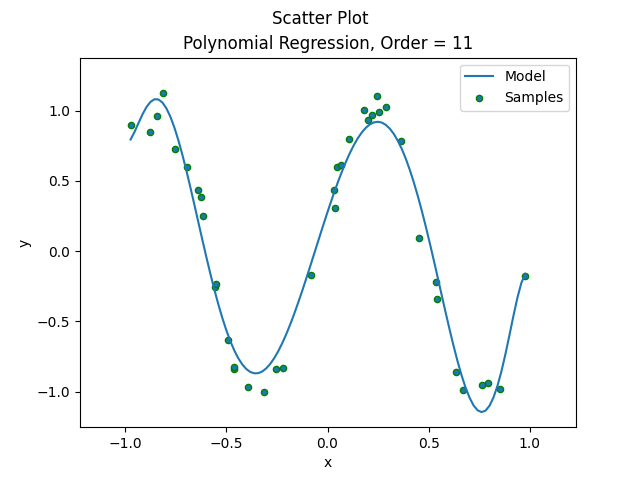 Scatter Plot
Polynomial Regression, Order = 11
Model
Samples
1.0
0.5
0.0
−0.5
−1.0
y
−1.0 −0.5 0.0 0.5 1.0
x